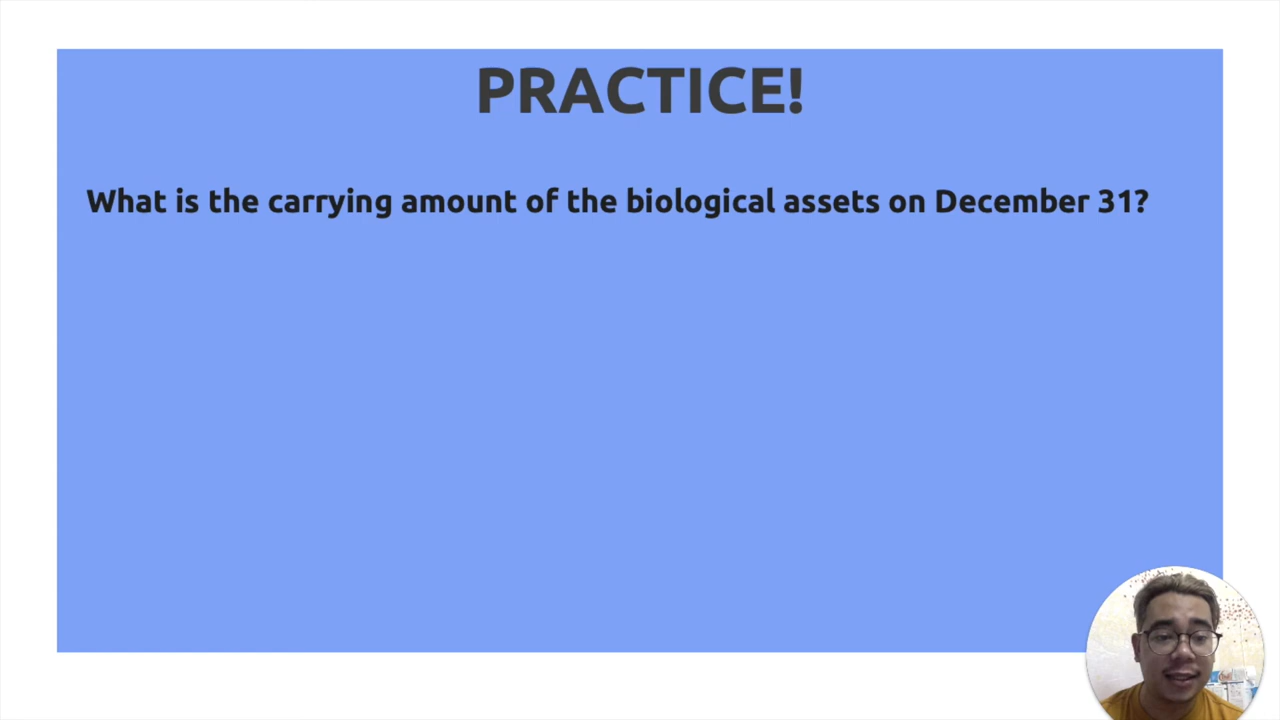 PRACTICE!
What is the carrying amount of the biological assets on December 31?